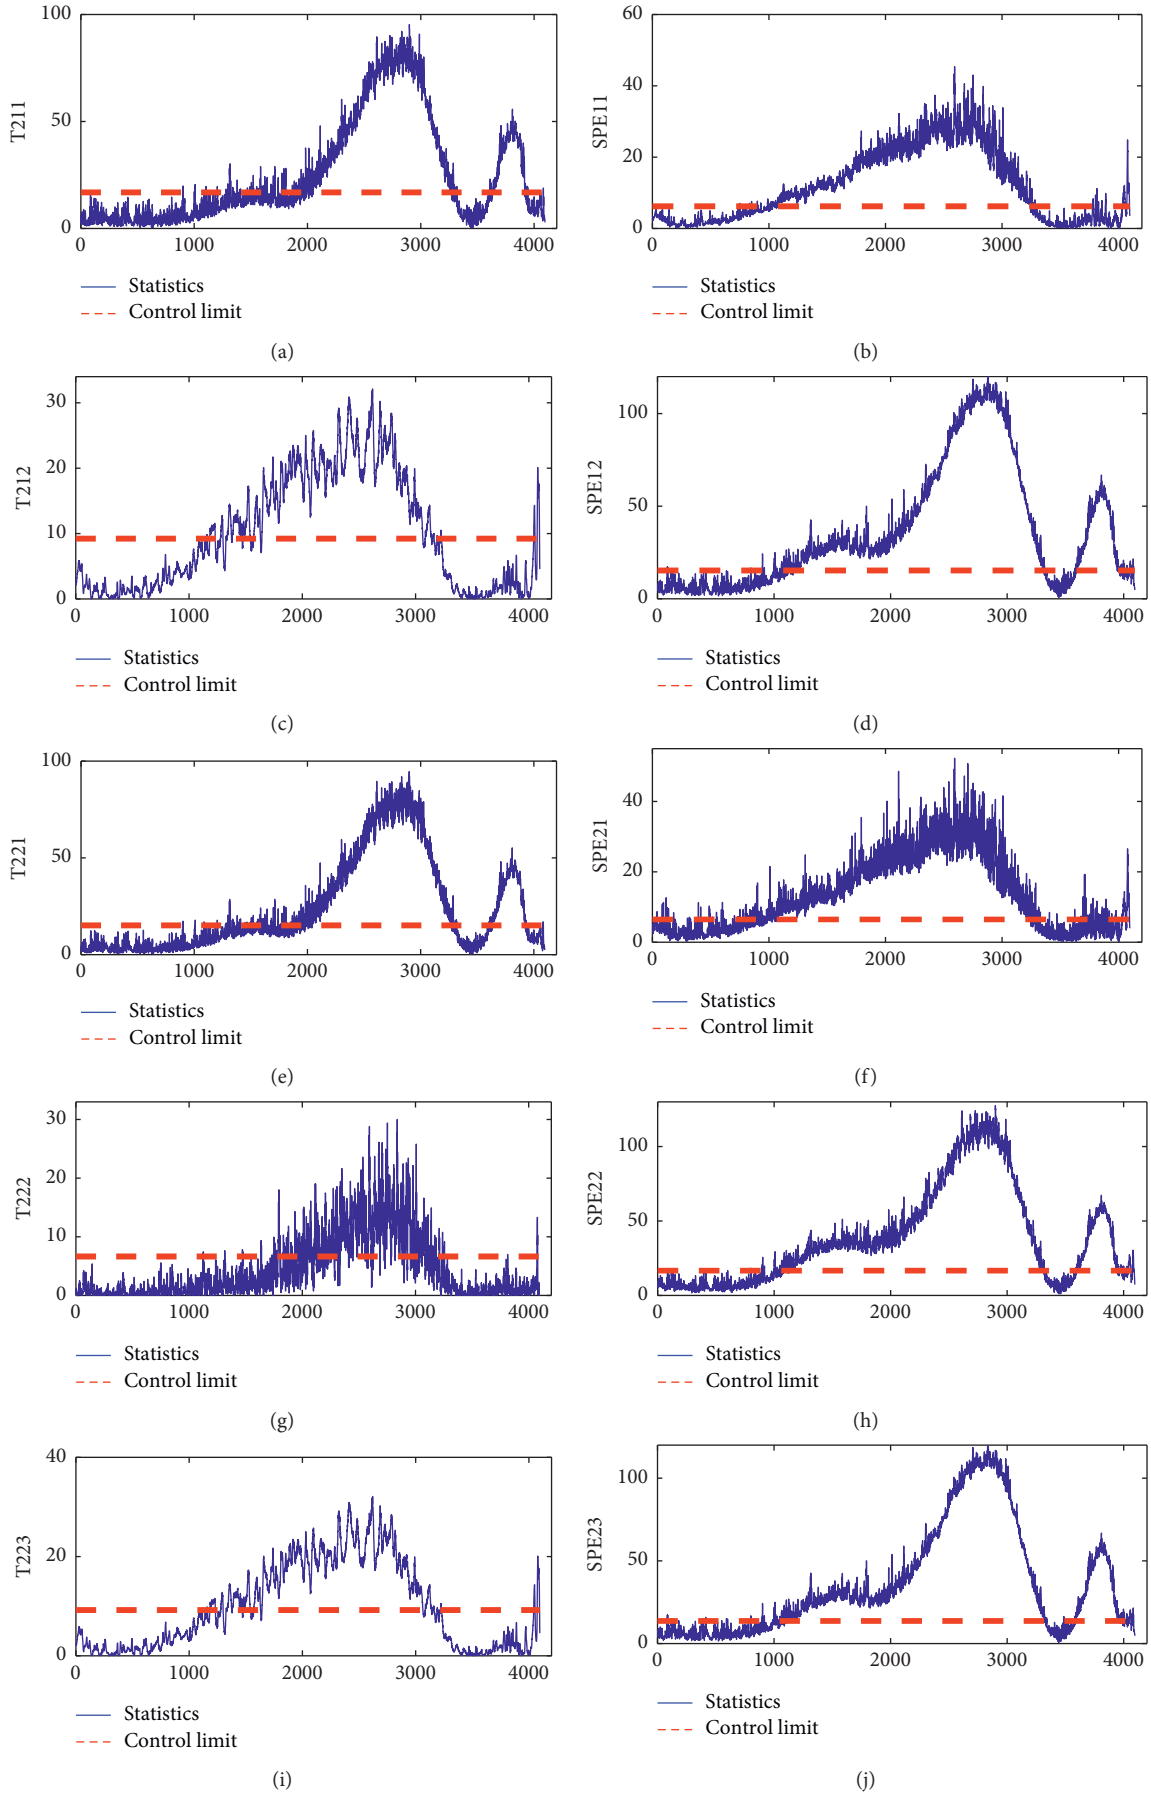 100
50
0
T211
0
1000
2000
3000
4000
Statistics
Control limit
(a)
60
40
20
0
SPE11
0
1000
2000
3000
4000
Statistics
Control limit
(b)
30
20
10
0
T212
0
1000
2000
3000
4000
Statistics
Control limit
(c)
100
50
0
SPE12
0
1000
2000
3000
4000
Statistics
Control limit
(d)
100
50
0
T221
0
1000
2000
3000
4000
Statistics
Control limit
(e)
40
20
0
SPE21
0
1000
2000
3000
4000
Statistics
Control limit
(f)
30
20
10
0
T222
0
1000
2000
3000
4000
Statistics
Control limit
(g)
100
50
0
SPE22
0
1000
2000
3000
4000
Statistics
Control limit
(h)
40
20
0
T223
0
1000
2000
3000
4000
Statistics
Control limit
(i)
100
50
0
SPE23
0
1000
2000
3000
4000
Statistics
Control limit
(j)